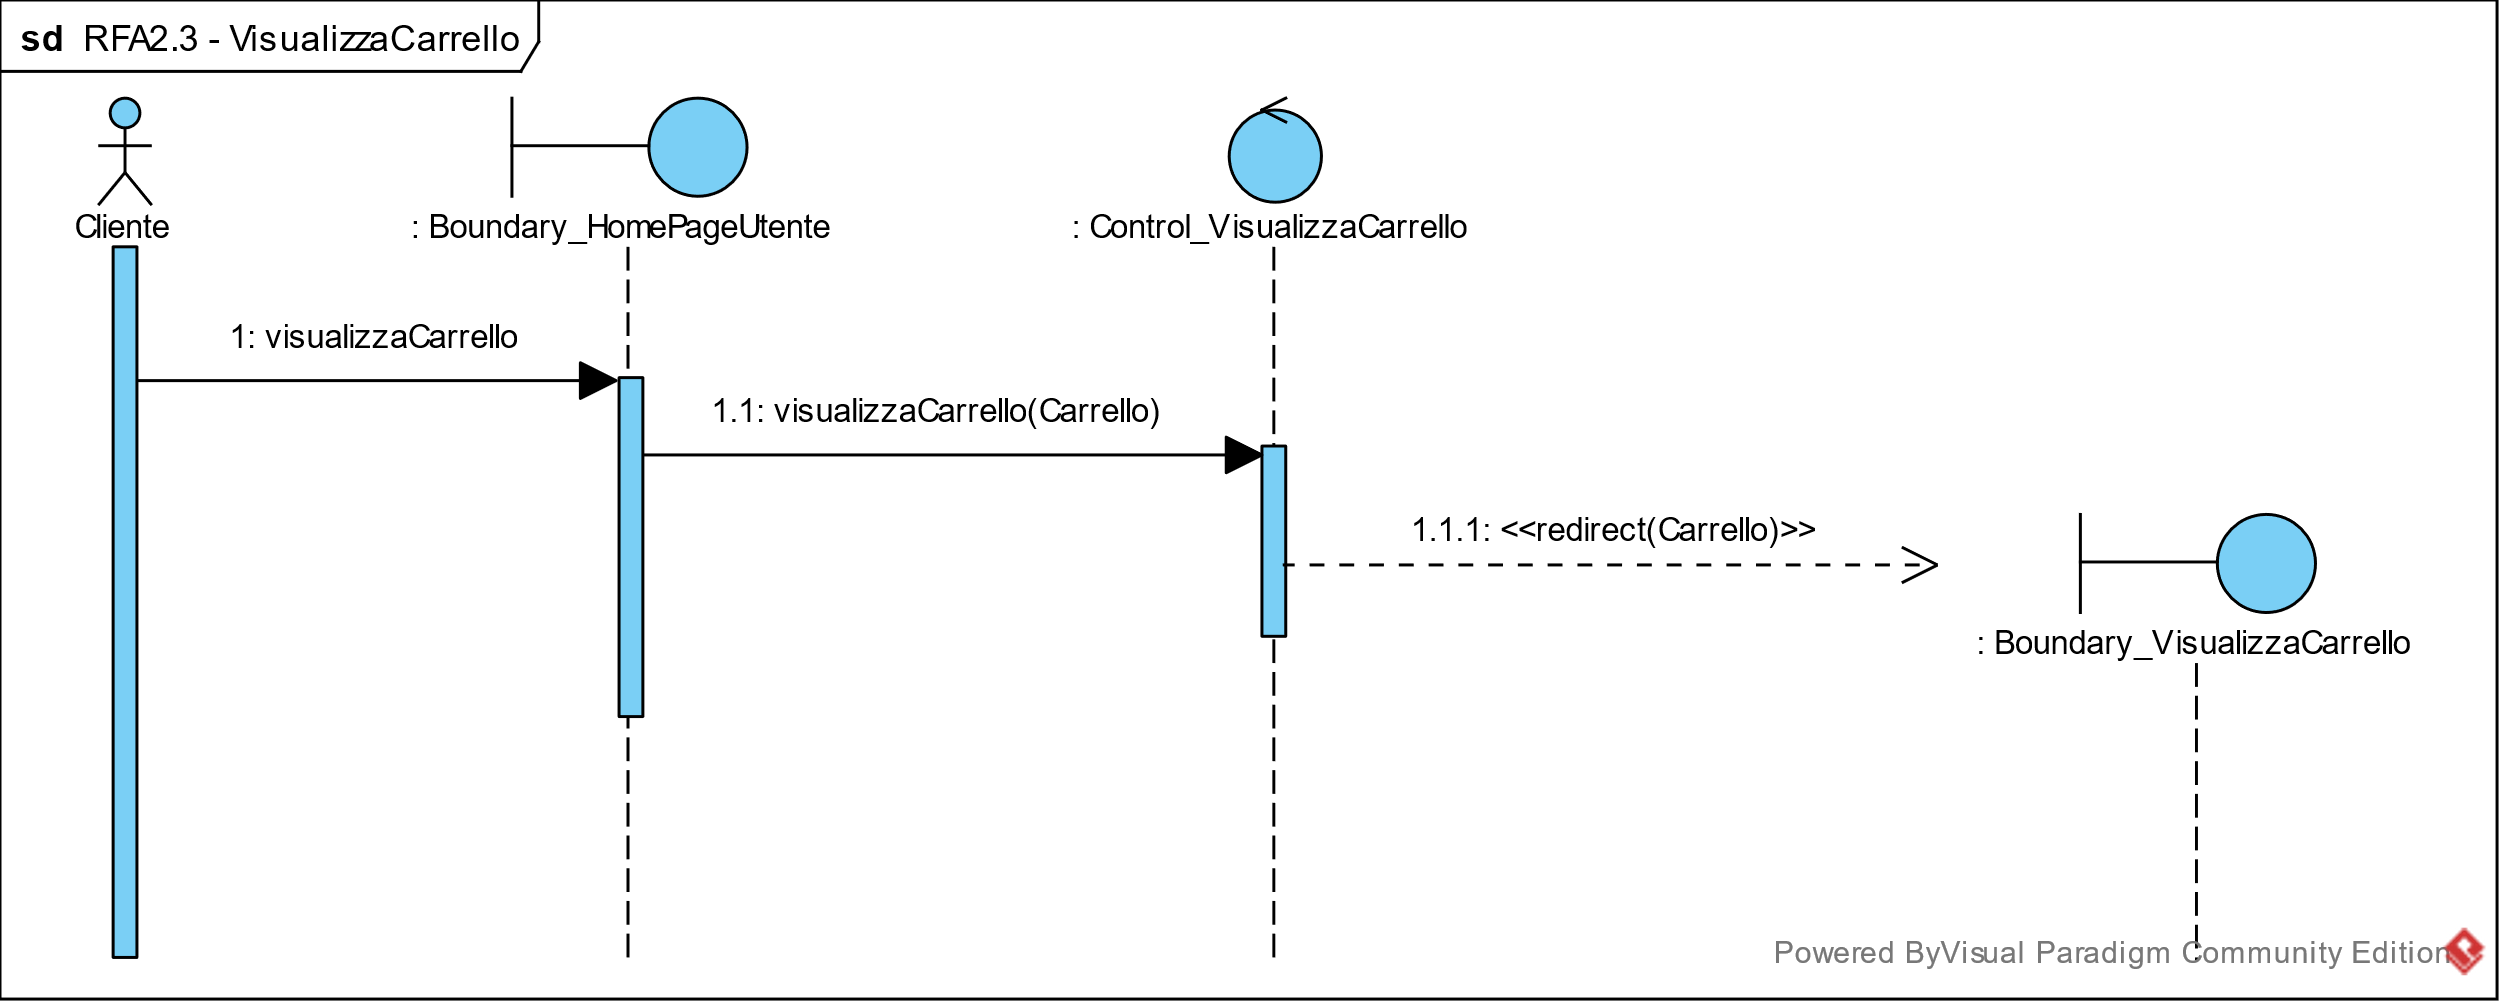 sd RFA2.3 - VisualizzaCarrello
Cliente
: Boundary_HomePageUtente
: Control_VisualizzaCarrello
1: visualizzaCarrello
1.1: visualizzaCarrello(Carrello)
1.1.1: <<redirect(Carrello)>>
: Boundary_VisualizzaCarrello
Powered ByVisual Paradigm Community Edition